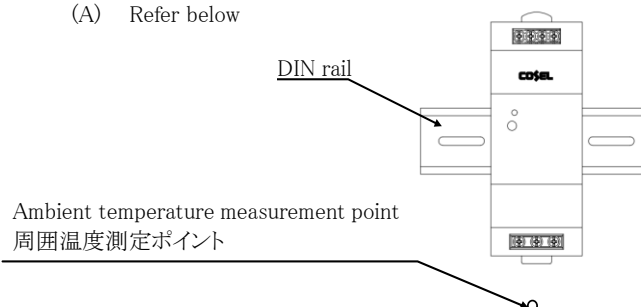 (A) Refer below
DIN rail
COSEL
Ambient temperature measurement point
周囲温度測定ポイント